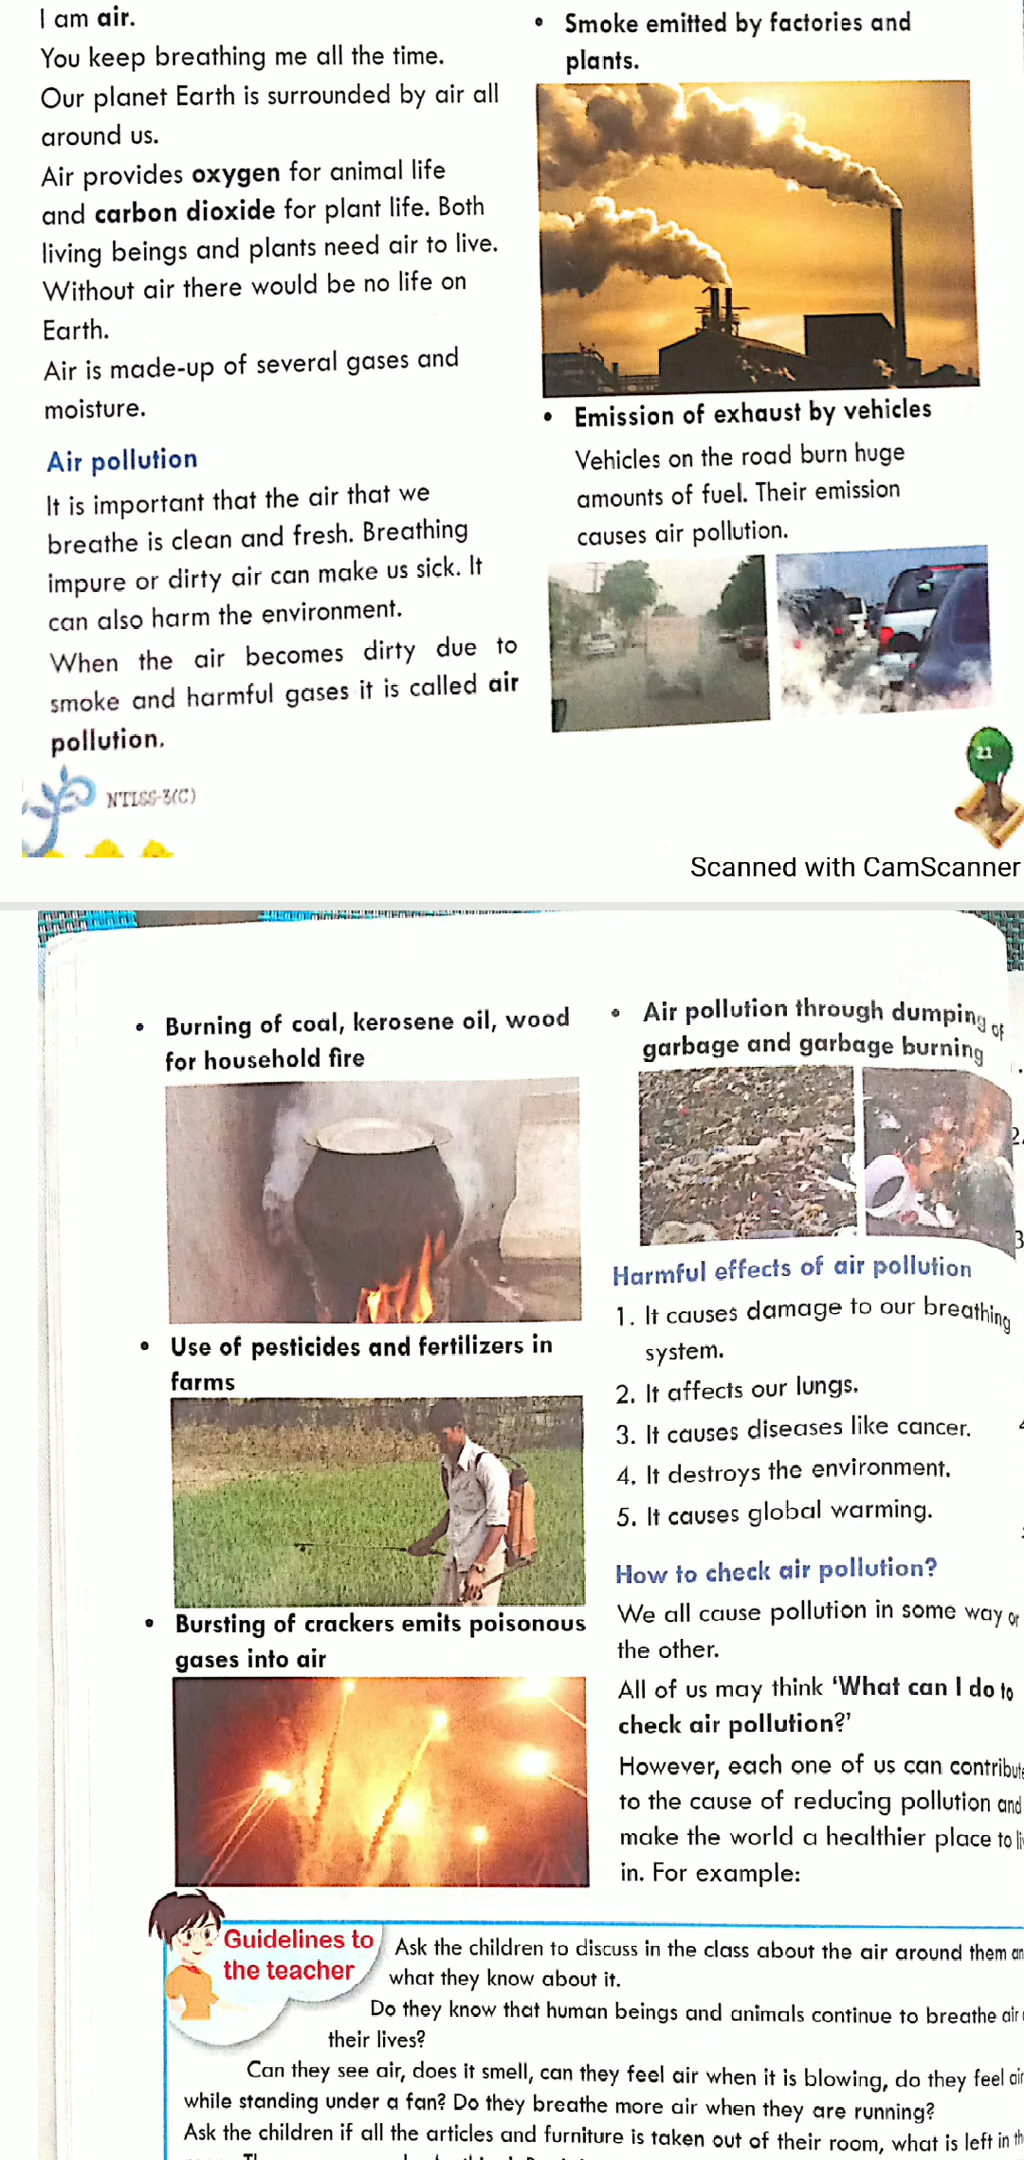 I am air.
You keep breathing me all the time.
Our planet Earth is surrounded by air all
around us.
Air provides oxygen for animal life
and carbon dioxide for plant life. Both
living beings and plants need air to live.
Without air there would be no life on
Earth.
Air is made-up of several gases and
moisture.
Air pollution
It is important that the air that we
breathe is clean and fresh. Breathing
impure or dirty air can make us sick. It
can also harm the environment.
When the air becomes dirty due to
smoke and harmful gases it is called air
pollution.
NTLSS-3(C)
• Smoke emitted by factories and
plants.
• Emission of exhaust by vehicles
Vehicles on the road burn huge
amounts of fuel. Their emission
causes air pollution.
21
Scanned with CamScanner
• Burning of coal, kerosene oil, wood
for household fire
• Use of pesticides and fertilizers in
farms
• Bursting of crackers emits poisonous
gases into air
• Air pollution through dumping of
garbage and garbage burning
Harmful effects of air pollution
1. It causes damage to our breathing
system.
2. It affects our lungs.
3. It causes diseases like cancer.
4. It destroys the environment.
5. It causes global warming.
How to check air pollution?
We all cause pollution in some way or
the other.
All of us may think ‘What can I do to
check air pollution?’
However, each one of us can contribute
to the cause of reducing pollution and
make the world a healthier place to
in. For example:
2.
3
Guidelines to
the teacher
Ask the children to discuss in the class about the air around them
what they know about it.
Do they know that human beings and animals continue to breathe air
their lives?
Can they see air, does it smell, can they feel air when it is blowing, do they feel air
while standing under a fan? Do they breathe more air when they are running?
Ask the children if all the articles and furniture is taken out of their room, what is left in